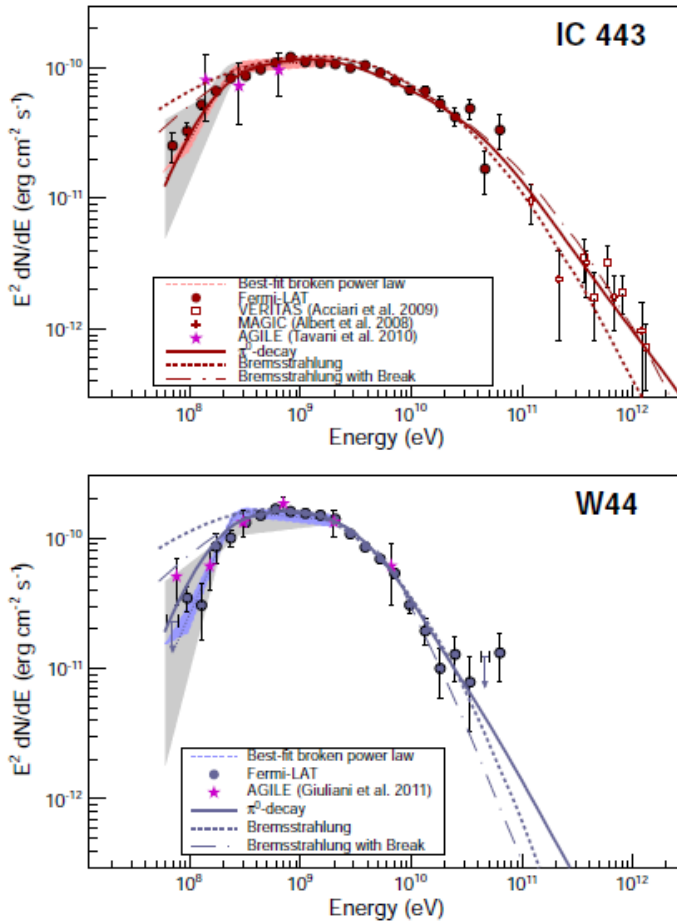 IC 443
E² dN/dE (erg cm⁻² s⁻¹)
10⁻¹⁰
10⁻¹¹
10⁻¹²
Best-fit broken power law
Fermi-LAT
VERITAS (Acciari et al. 2009)
MAGIC (Albert et al. 2008)
AGILE (Tavani et al. 2010)
π⁰-decay
Bremsstrahlung
Bremsstrahlung with Break
10⁸ 10⁹ 10¹⁰ 10¹¹ 10¹²
Energy (eV)
W44
E² dN/dE (erg cm⁻² s⁻¹)
10⁻¹⁰
10⁻¹¹
10⁻¹²
Best-fit broken power law
Fermi-LAT
AGILE (Giuliani et al. 2011)
π⁰-decay
Bremsstrahlung
Bremsstrahlung with Break
10⁸ 10⁹ 10¹⁰ 10¹¹ 10¹²
Energy (eV)